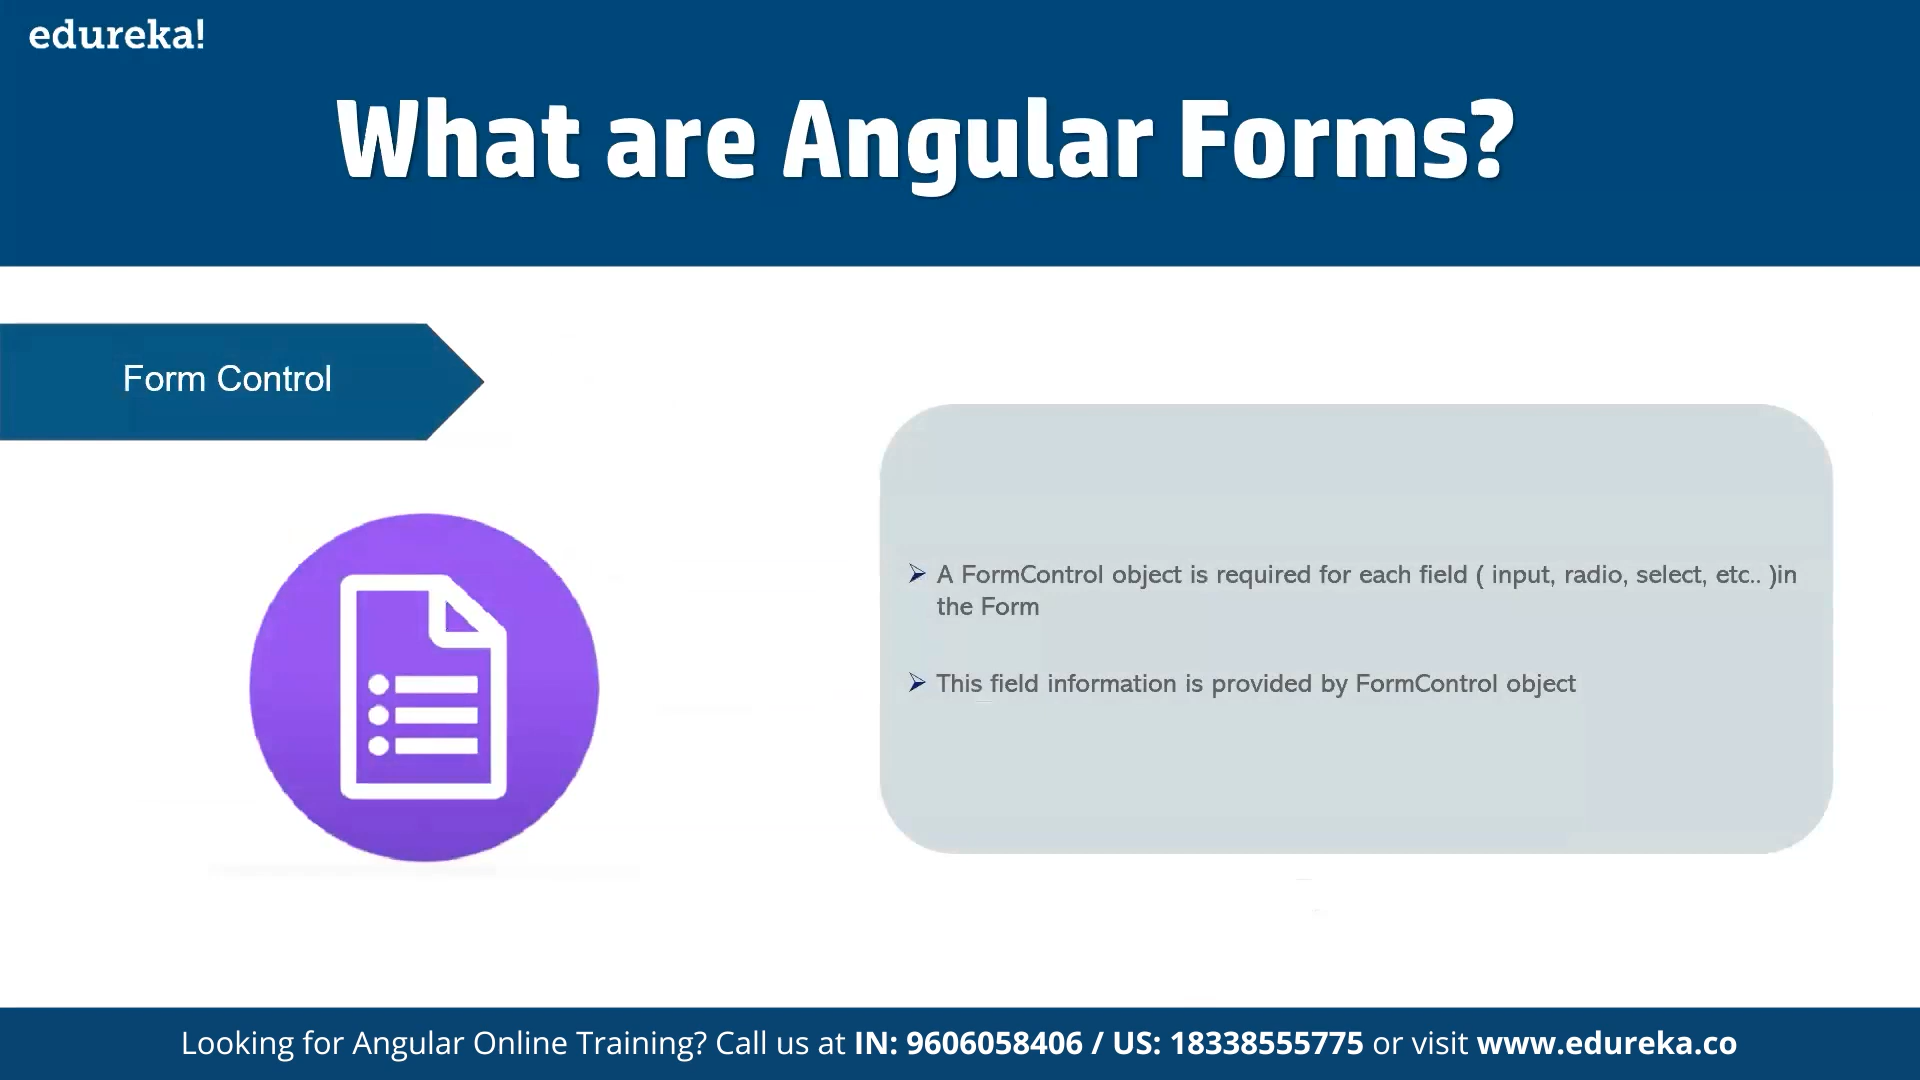 edureka!
What are Angular Forms?
Form Control
➢ A FormControl object is required for each field ( input, radio, select, etc.. )in
the Form
➢ This field information is provided by FormControl object
Looking for Angular Online Training? Call us at IN: 9606058406 / US: 18338555775 or visit www.edureka.co